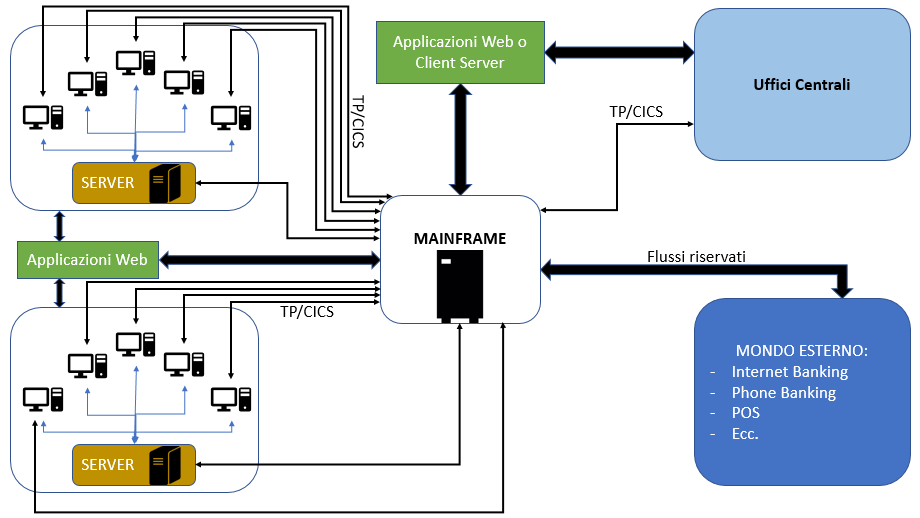 Applicazioni Web o
Client Server
Uffici Centrali
TP/CICS
TP/CICS
SERVER
MAINFRAME
Applicazioni Web
Flussi riservati
TP/CICS
MONDO ESTERNO:
- Internet Banking
- Phone Banking
- POS
- Ecc.
SERVER